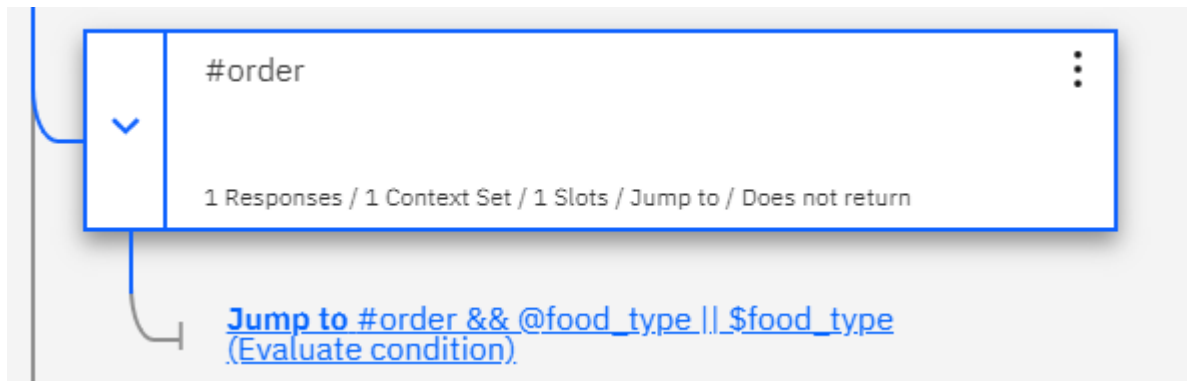 #order
1 Responses / 1 Context Set / 1 Slots / Jump to / Does not return
Jump to #order && @food_type || $food_type
(Evaluate condition)